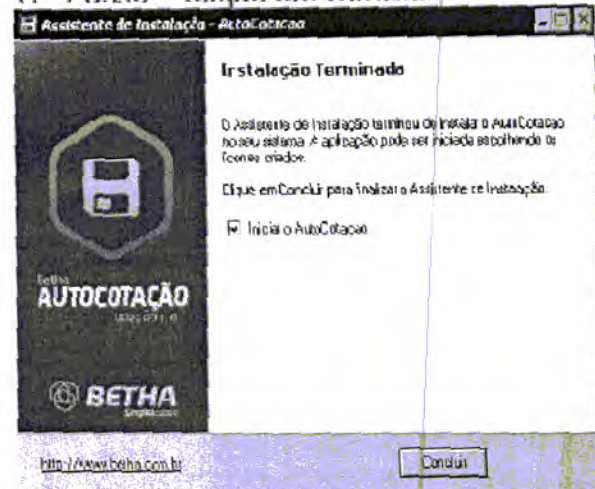 Assistente de Instalação - AutoCotacao
Instalação Terminada
O Assistente de Instalação terminou de instalar o AutoCotacao
no seu sistema. A aplicação pode ser iniciada escolhendo os
ícones criados.
Clique em Concluir para finalizar o Assistente de Instalação.
Iniciar o AutoCotacao
Betha
AUTOCOTAÇÃO
BETHA
http://www.betha.com.br
Concluir